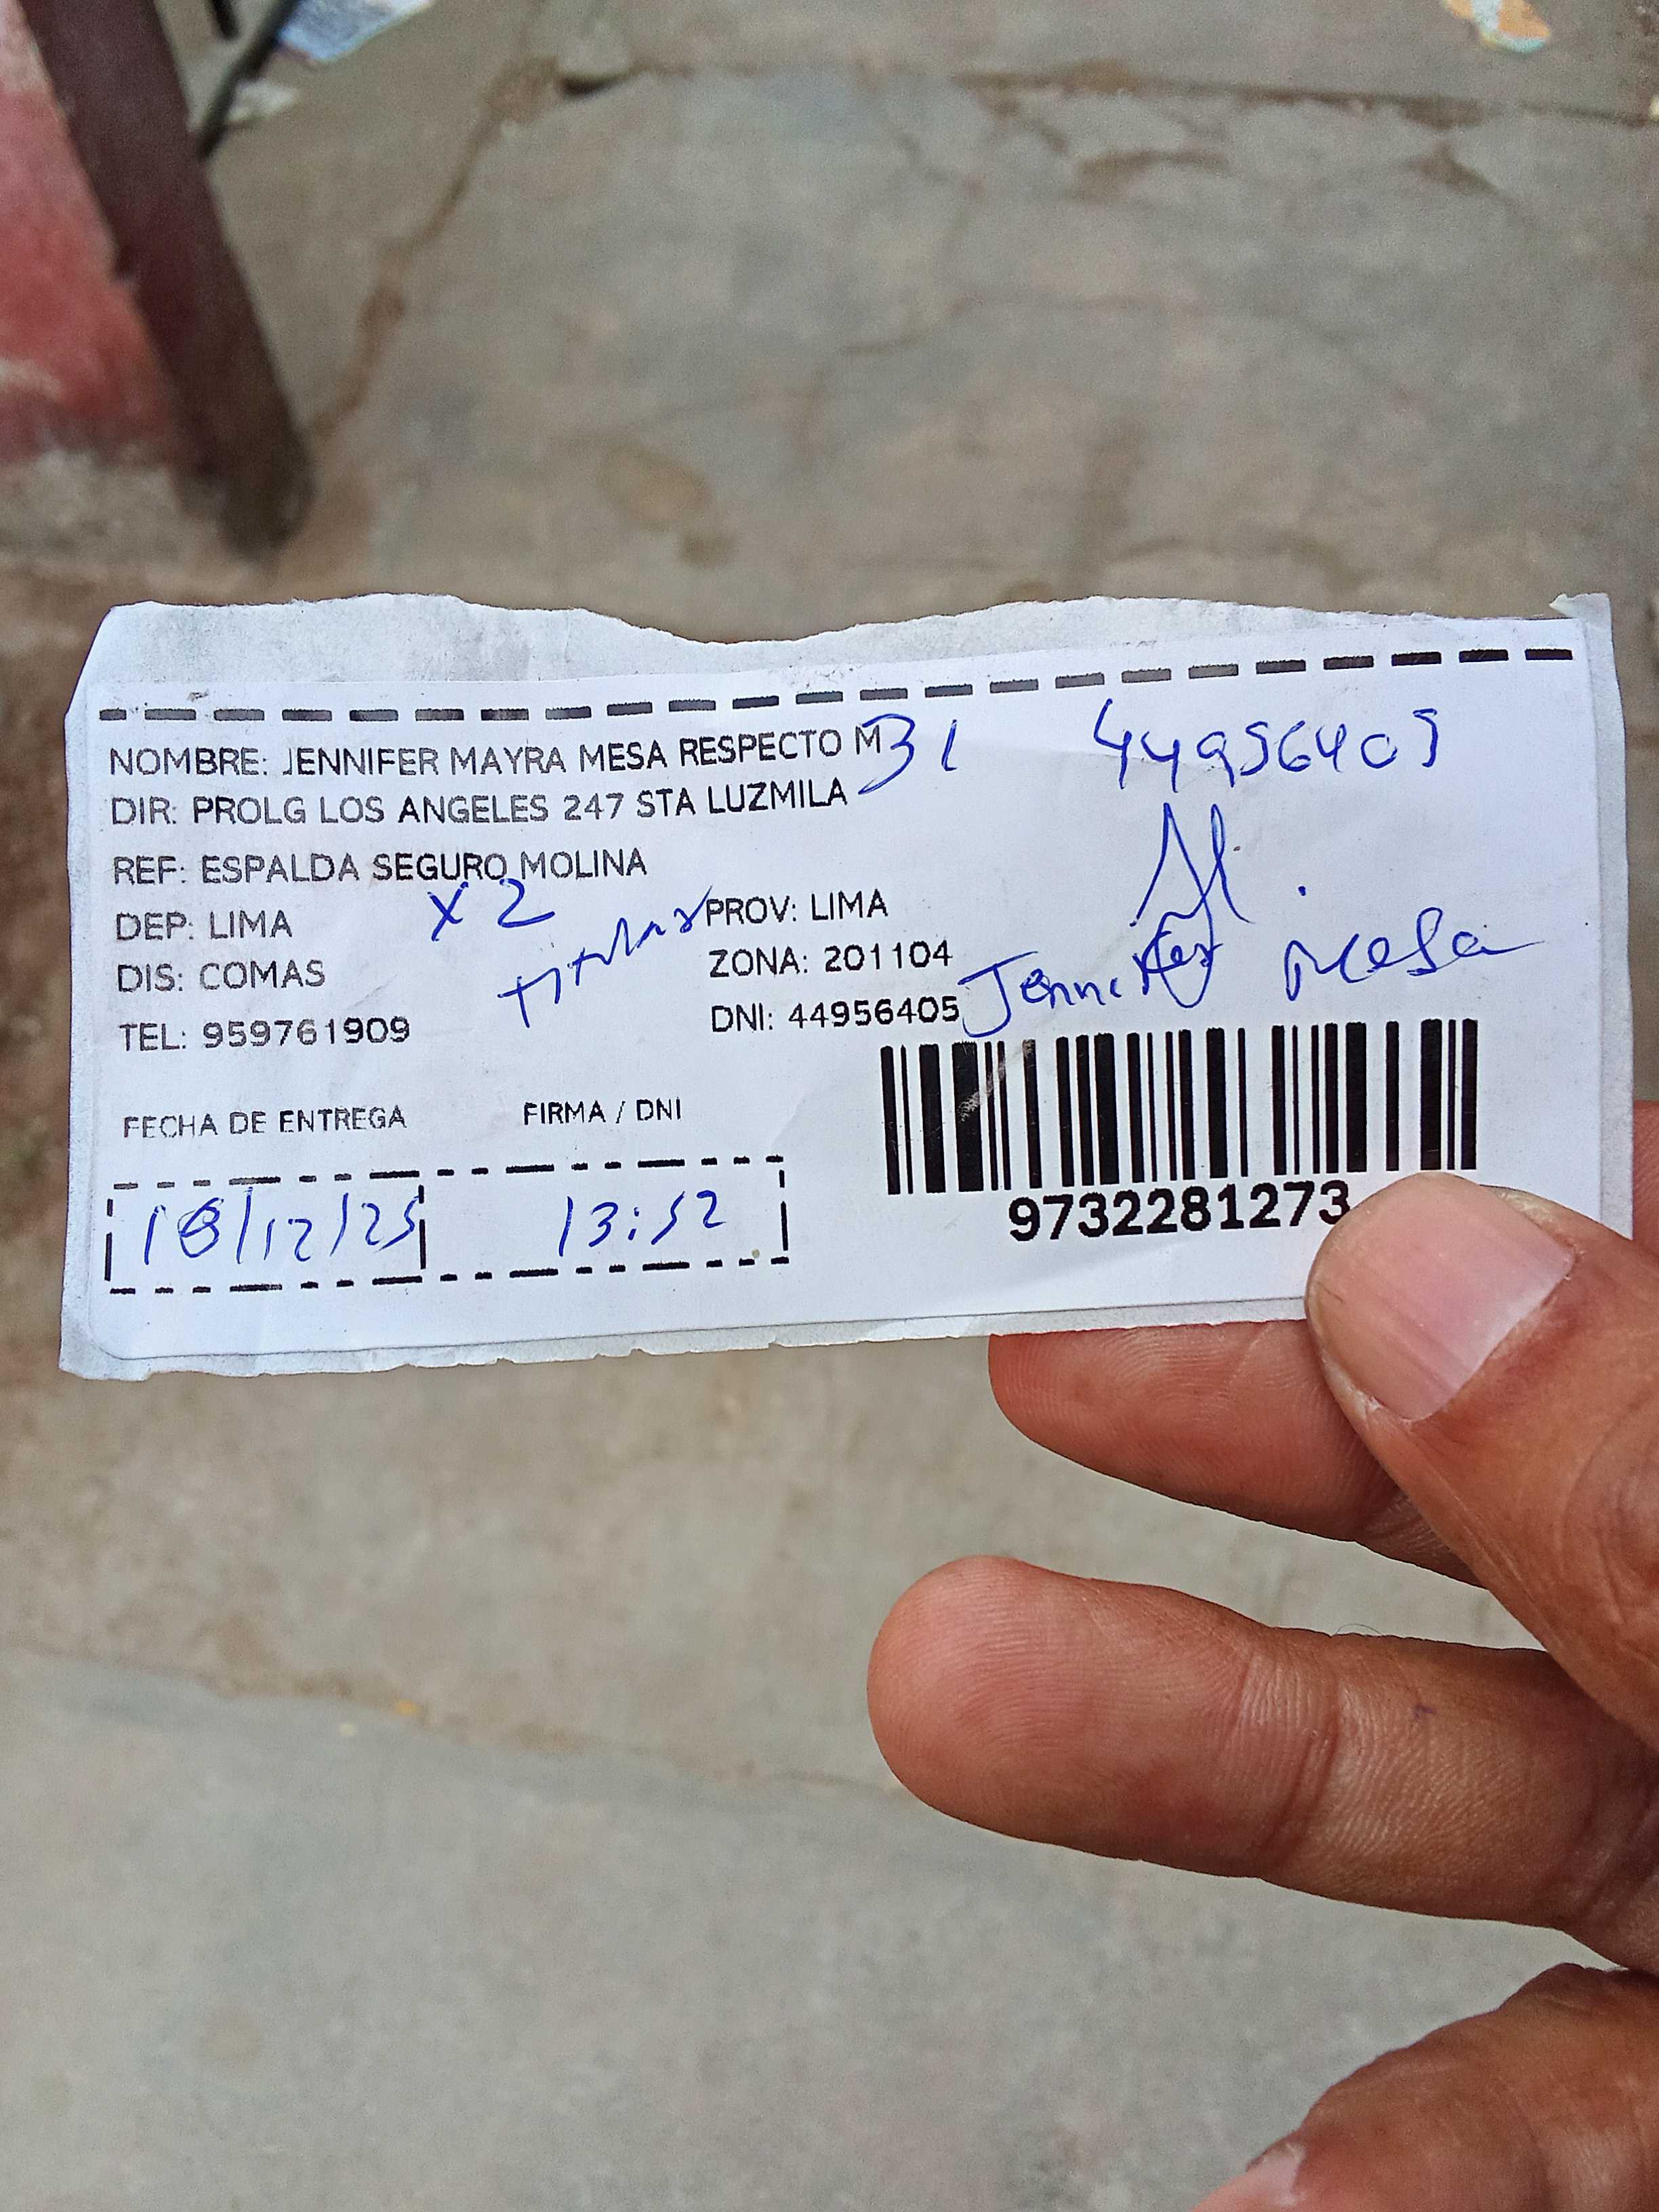 NOMBRE: JENNIFER MAYRA MESA RESPECTO M 31 44956405
DIR: PROLG LOS ANGELES 247 STA LUZMILA
REF: ESPALDA SEGURO MOLINA
DEP: LIMA x2 PROV: LIMA
titular
DIS: COMAS ZONA: 201104 Jennifer Mesa
TEL: 959761909 DNI: 44956405
FECHA DE ENTREGA FIRMA / DNI
18/12/25 13:52
9732281273